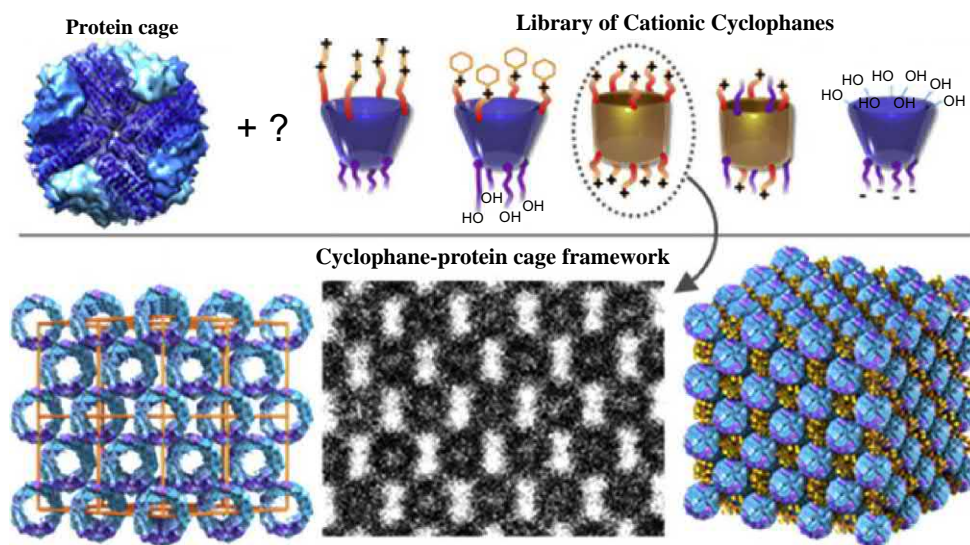 Protein cage
Library of Cationic Cyclophanes
+ ?
+ + + +
+ + + +
HO OH OH OH
+ + + + +
+ + + + +
+ + +
+ + +
HO HO OH OH HO HO OH OH
- - - -
Cyclophane-protein cage framework